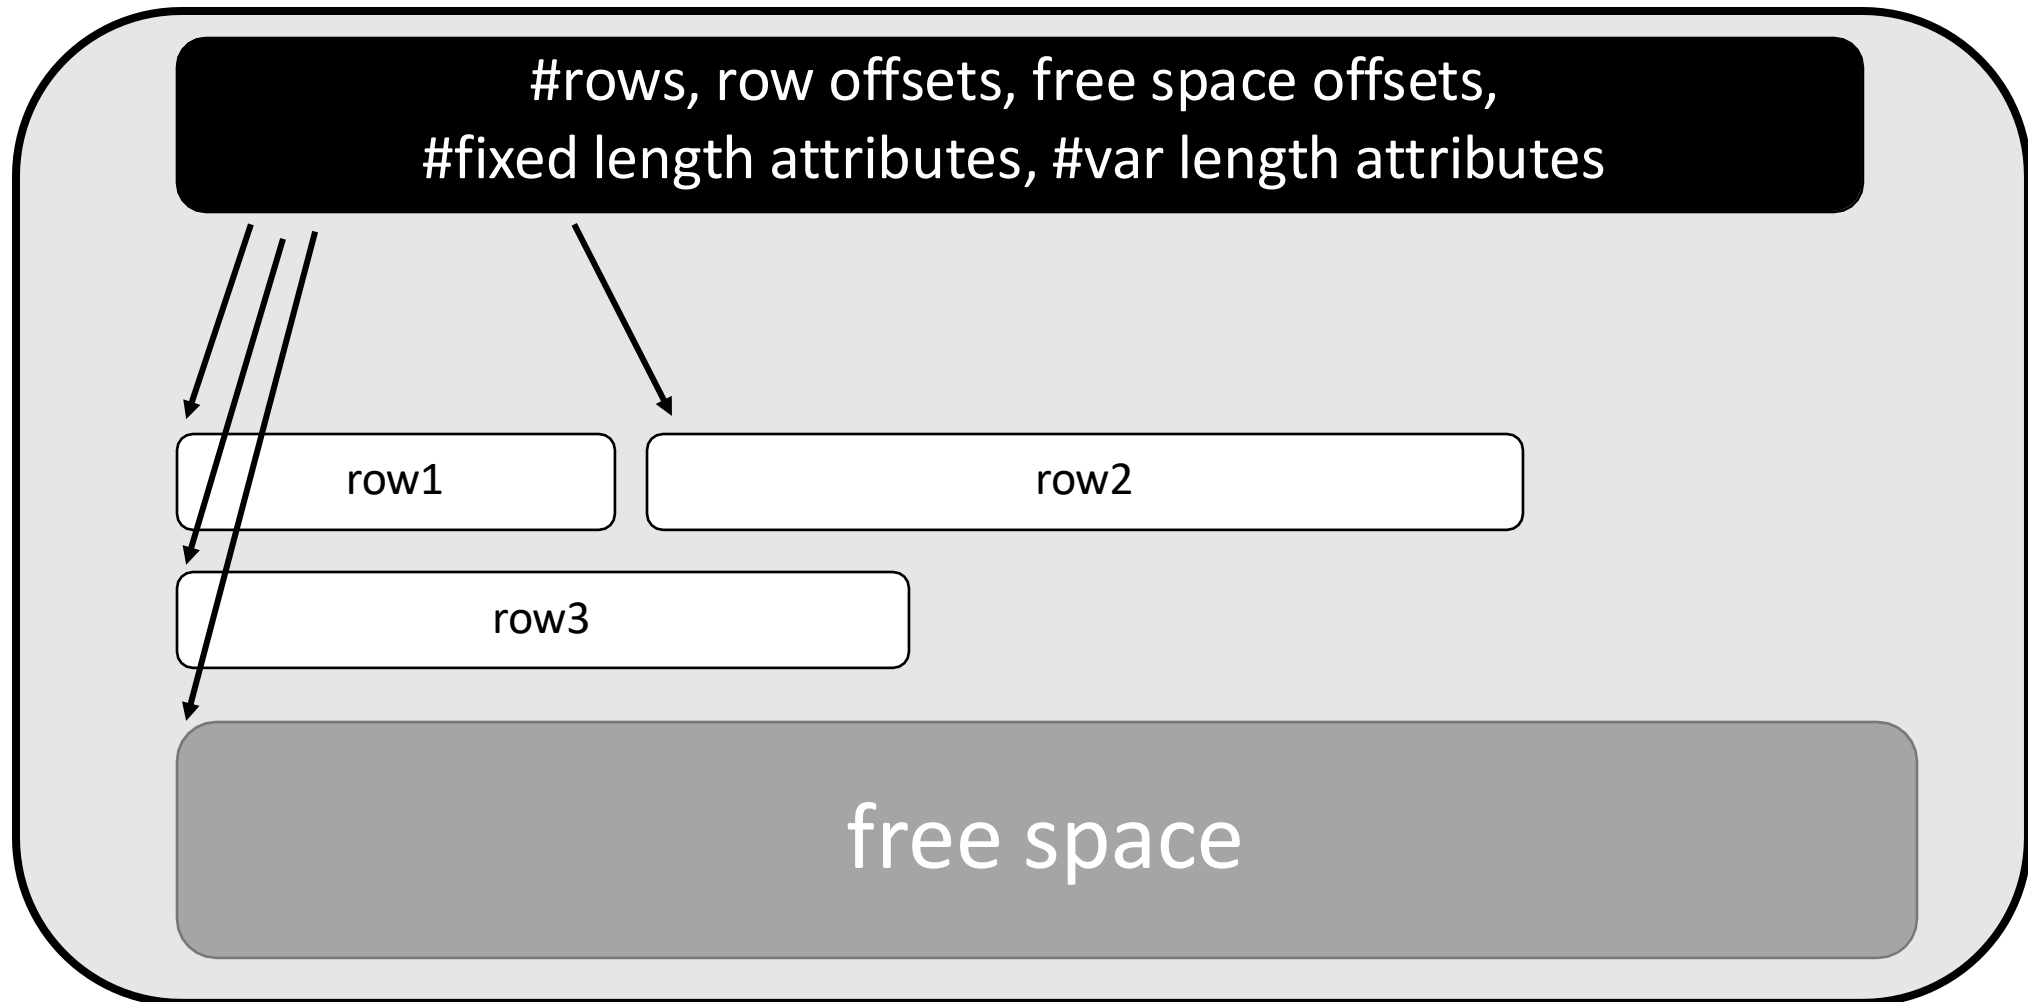 #rows, row offsets, free space offsets,
#fixed length attributes, #var length attributes
row1
row2
row3
free space